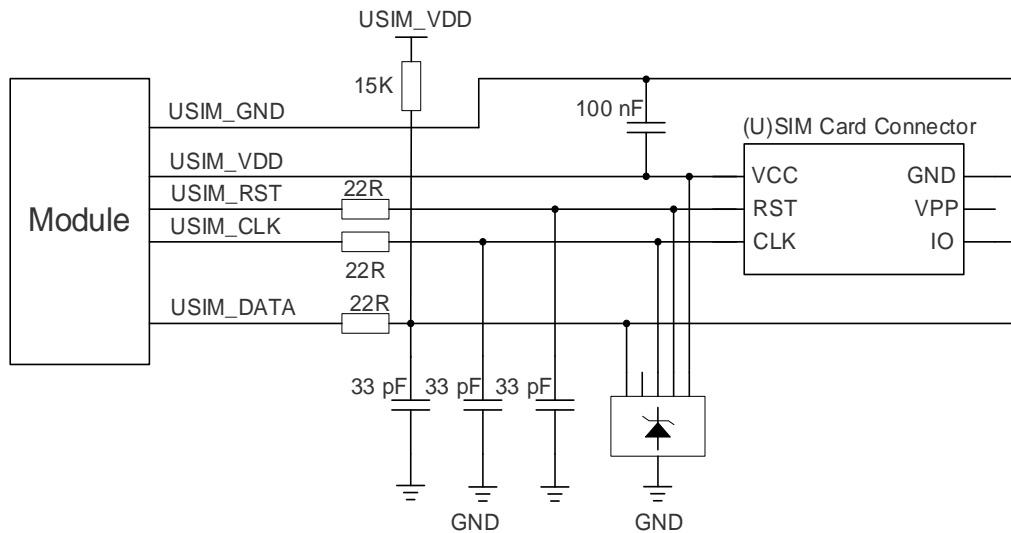 USIM_VDD
15K
100 nF
(U)SIM Card Connector
USIM_GND
USIM_VDD
VCC
GND
USIM_RST
22R
RST
VPP
Module
USIM_CLK
CLK
IO
22R
USIM_DATA
22R
33 pF
33 pF
33 pF
GND
GND